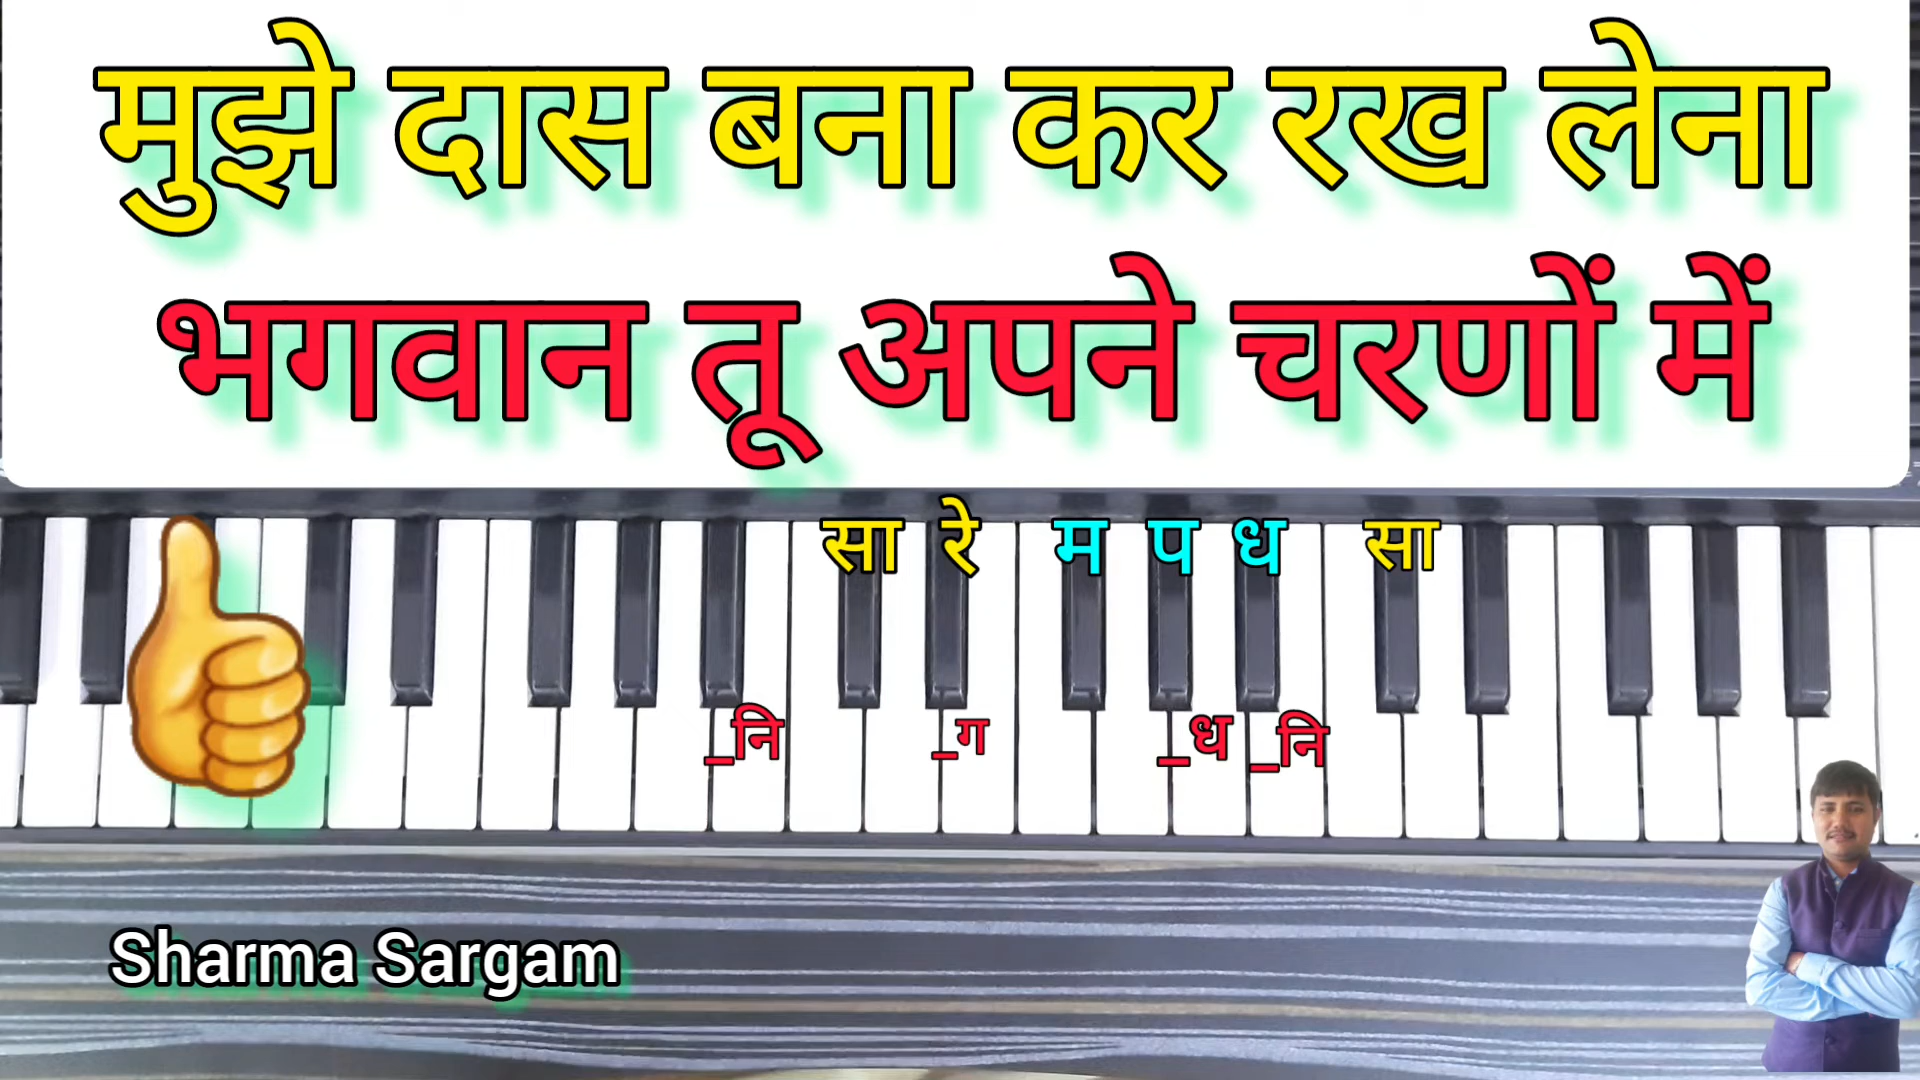 मुझे दास बना कर रख लेना
भगवान तू अपने चरणों में
सा रे म प ध सा
_नि _ग _ध _नि
Sharma Sargam